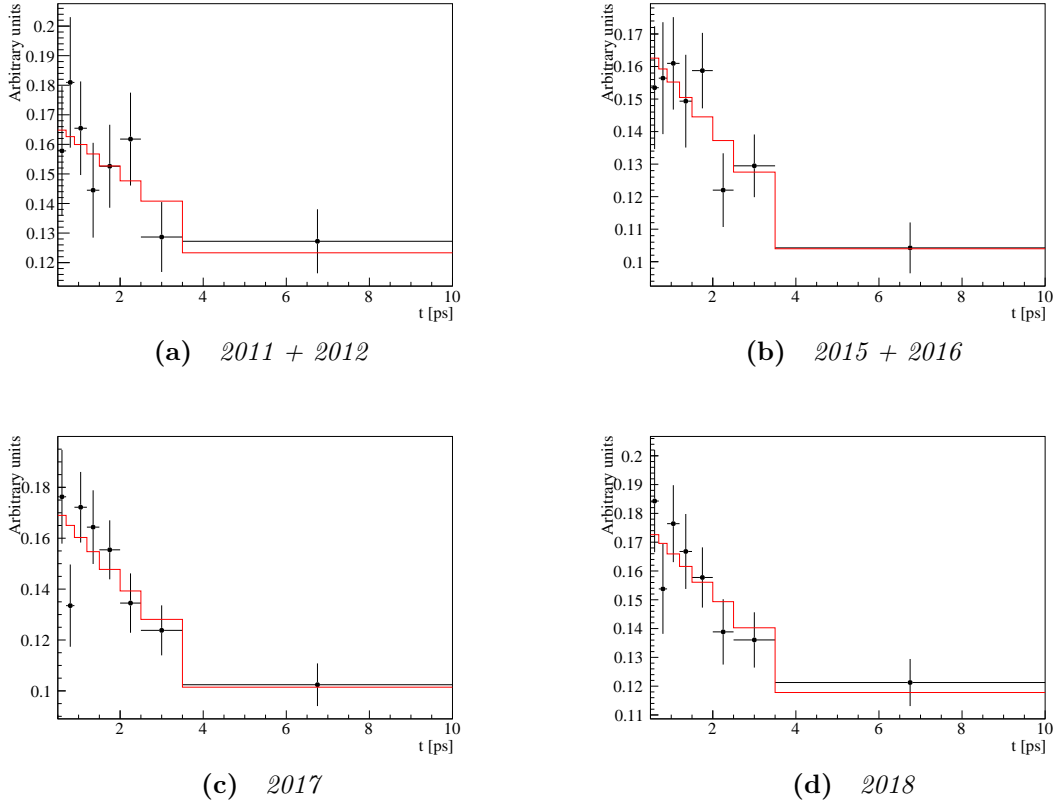 Arbitrary units
0.2
0.19
0.18
0.17
0.16
0.15
0.14
0.13
0.12
2 4 6 8 10
t [ps]
(a) 2011 + 2012
Arbitrary units
0.17
0.16
0.15
0.14
0.13
0.12
0.11
0.1
2 4 6 8 10
t [ps]
(b) 2015 + 2016
Arbitrary units
0.18
0.16
0.14
0.12
0.1
2 4 6 8 10
t [ps]
(c) 2017
Arbitrary units
0.2
0.19
0.18
0.17
0.16
0.15
0.14
0.13
0.12
0.11
2 4 6 8 10
t [ps]
(d) 2018